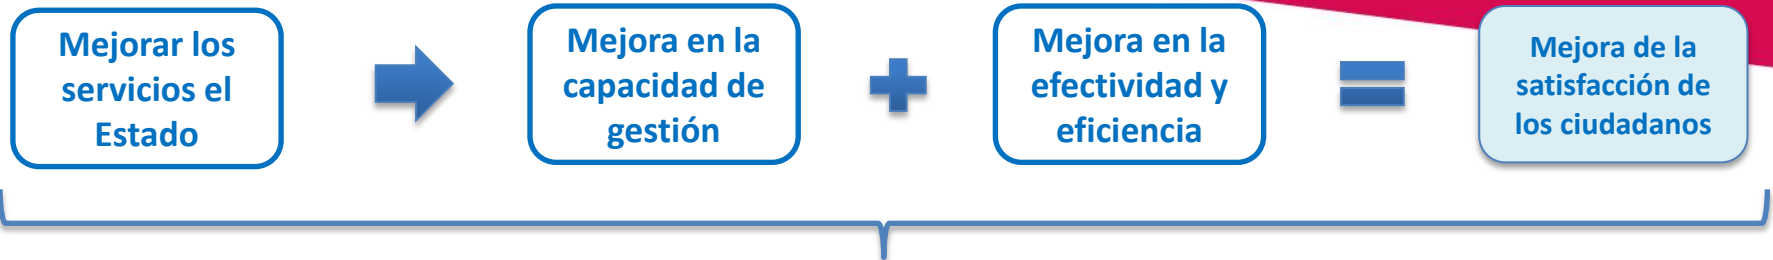 Mejorar los
servicios el
Estado
Mejora en la
capacidad de
gestión
Mejora en la
efectividad y
eficiencia
Mejora de la
satisfacción de
los ciudadanos